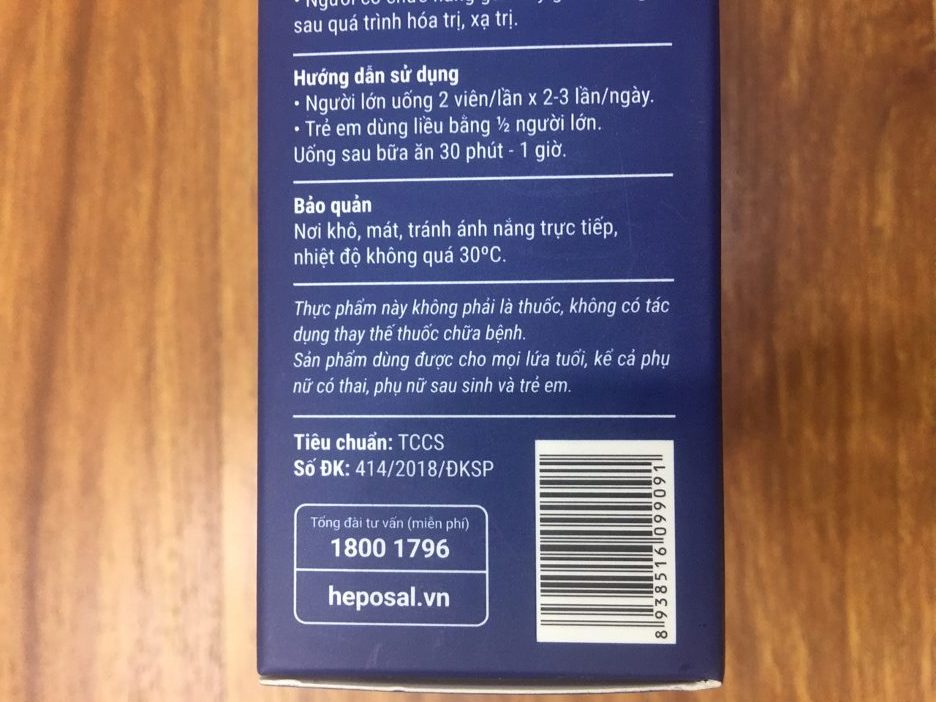 sau quá trình hóa trị, xạ trị.
Hướng dẫn sử dụng
• Người lớn uống 2 viên/lần x 2-3 lần/ngày.
• Trẻ em dùng liều bằng ½ người lớn.
Uống sau bữa ăn 30 phút - 1 giờ.
Bảo quản
Nơi khô, mát, tránh ánh nắng trực tiếp,
nhiệt độ không quá 30ºC.
Thực phẩm này không phải là thuốc, không có tác
dụng thay thế thuốc chữa bệnh.
Sản phẩm dùng được cho mọi lứa tuổi, kể cả phụ
nữ có thai, phụ nữ sau sinh và trẻ em.
Tiêu chuẩn: TCCS
Số ĐK: 414/2018/ĐKSP
Tổng đài tư vấn (miễn phí)
1800 1796
heposal.vn
8 938516 099091